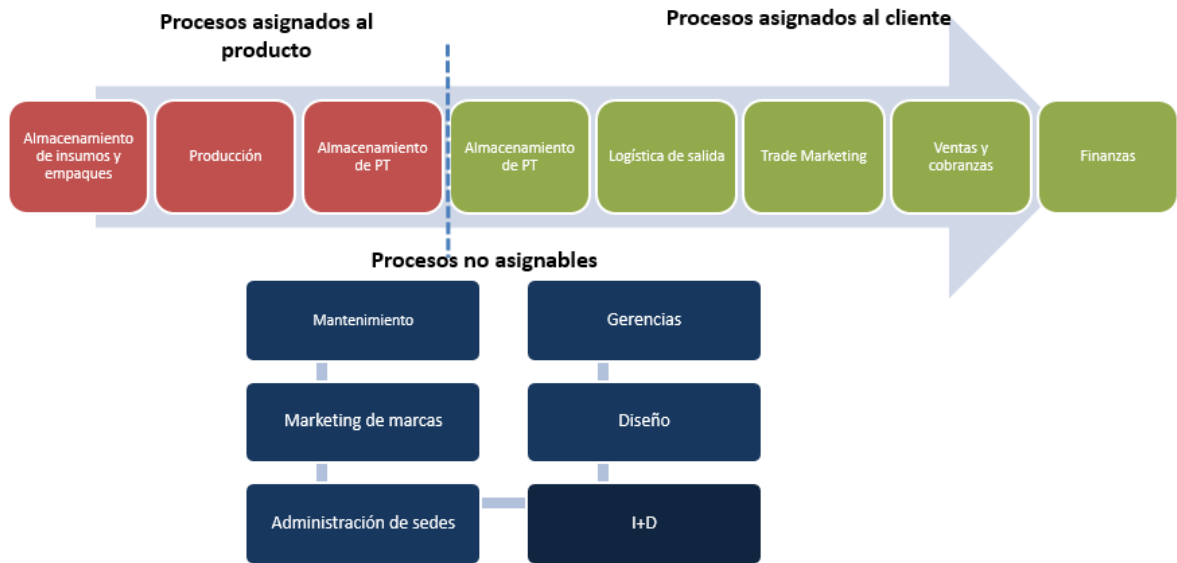 Procesos asignados al
producto
Procesos asignados al cliente
Almacenamiento
de insumos y
empaques
Producción
Almacenamiento
de PT
Almacenamiento
de PT
Logística de salida
Trade Marketing
Ventas y
cobranzas
Finanzas
Procesos no asignables
Mantenimiento
Gerencias
Marketing de marcas
Diseño
Administración de sedes
I+D